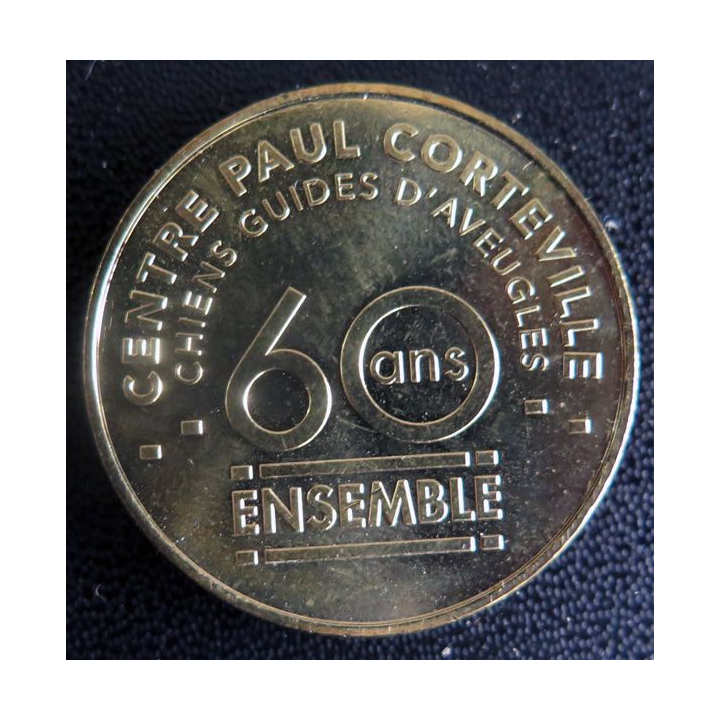 CENTRE PAUL CORTEVILLE
CHIENS GUIDES D'AVEUGLES
60
ans
ENSEMBLE